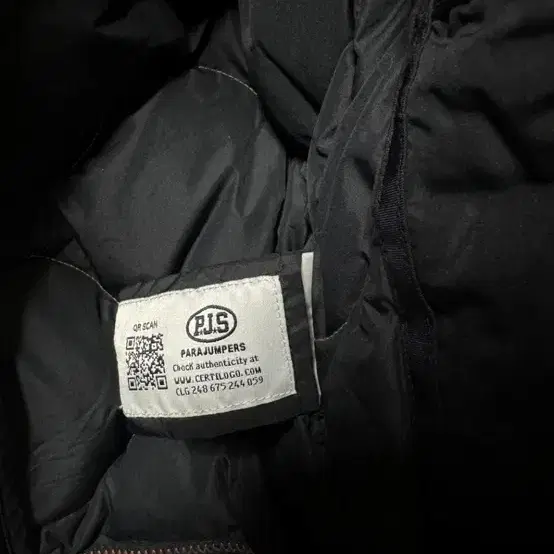 QR SCAN
P.J.S
PARAJUMPERS
Check authenticity at
WWW.CERTILOGO.COM
CLG 248 675 244 059